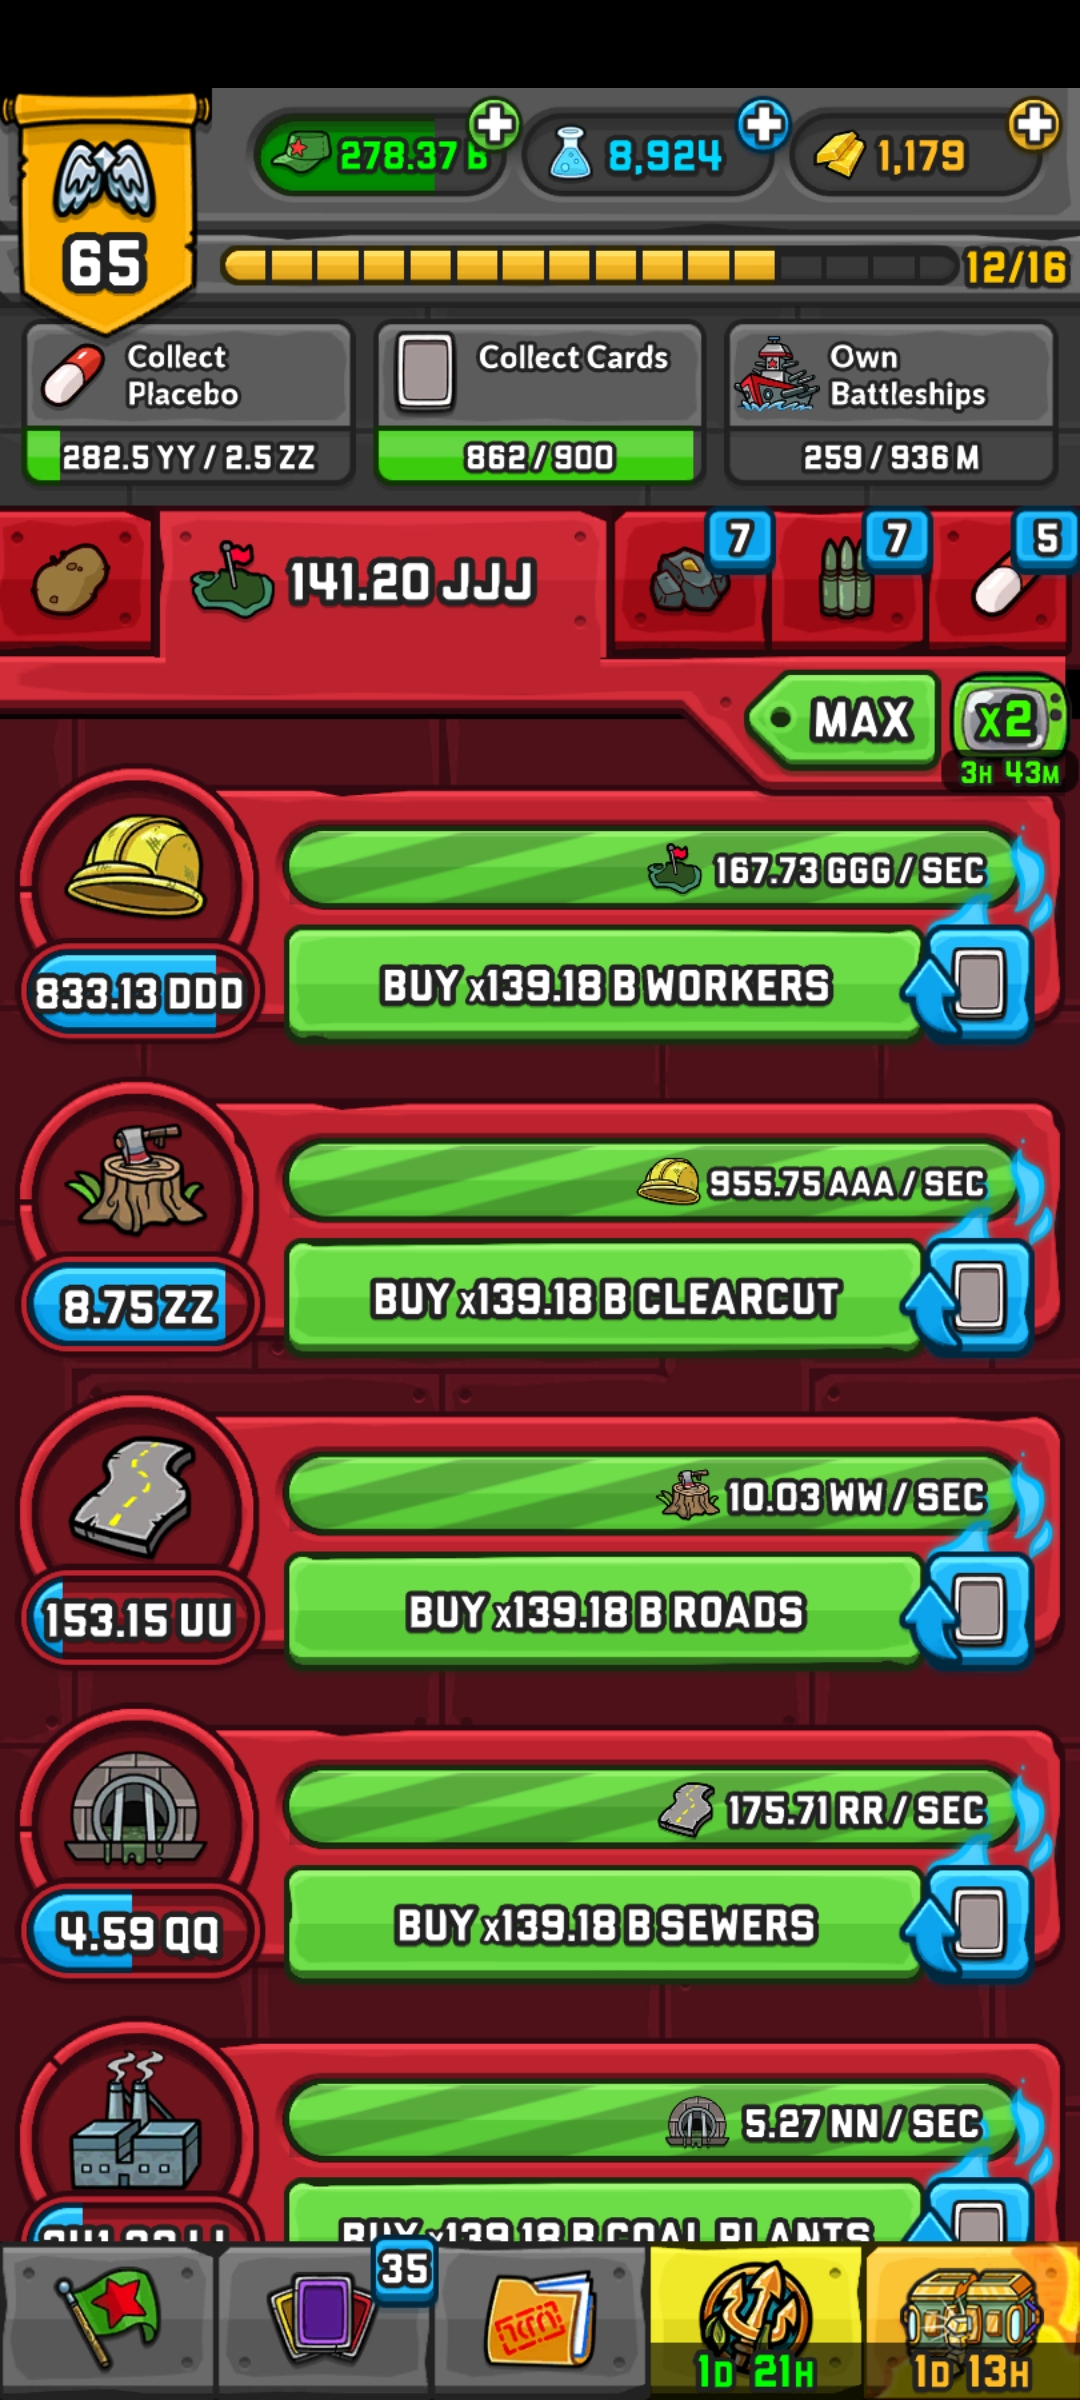 278.37 B
8,924
1,179
65
12/16
Collect
Placebo
Collect Cards
Own
Battleships
282.5 YY / 2.5 ZZ
862 / 900
259 / 936 M
141.20 JJJ
7
7
5
MAX
x2
3H 43M
167.73 GGG / SEC
833.13 DDD
BUY x139.18 B WORKERS
955.75 AAA / SEC
8.75 ZZ
BUY x139.18 B CLEARCUT
10.03 WW / SEC
153.15 UU
BUY x139.18 B ROADS
175.71 RR / SEC
4.59 QQ
BUY x139.18 B SEWERS
5.27 NN / SEC
BUY x139.18 B COAL PLANTS
35
1D 21H
1D 13H